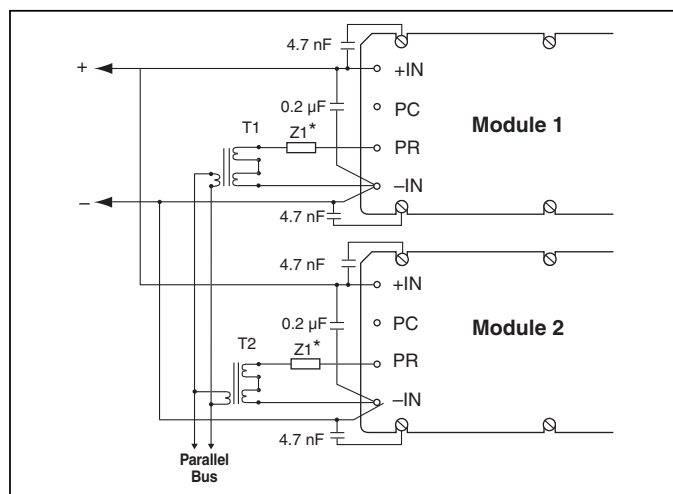 4.7 nF
+
+IN
0.2 µF
PC
Module 1
T1
Z1*
PR
–IN
–
4.7 nF
4.7 nF
+IN
0.2 µF
PC
Module 2
T2
Z1*
PR
–IN
4.7 nF
Parallel
Bus